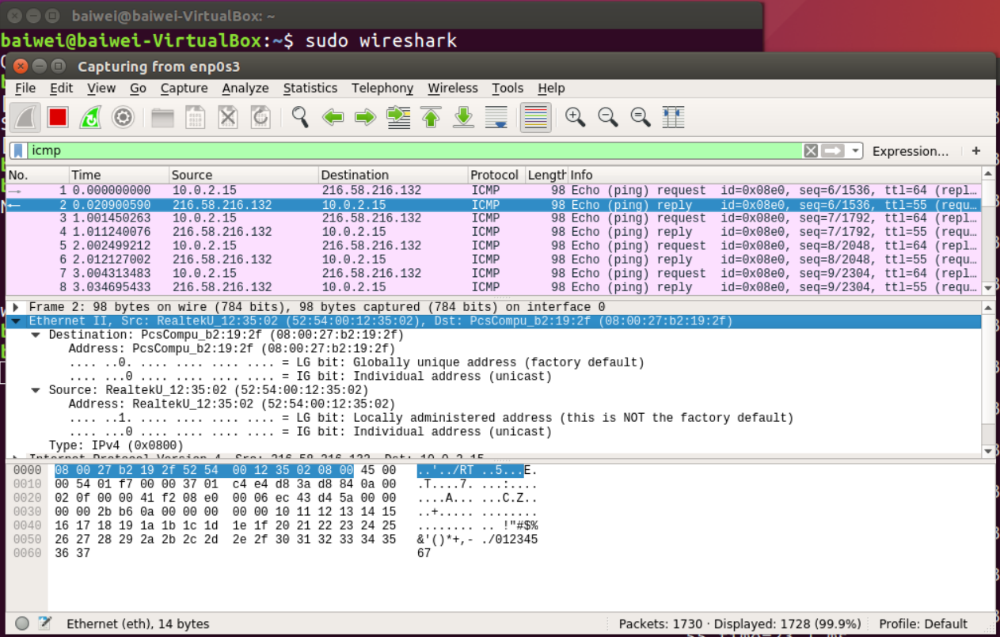 baiwei@baiwei-VirtualBox: ~
baiwei@baiwei-VirtualBox:~$ sudo wireshark
Capturing from enp0s3
File Edit View Go Capture Analyze Statistics Telephony Wireless Tools Help
icmp Expression… +
No. Time Source Destination Protocol Length Info
1 0.000000000 10.0.2.15 216.58.216.132 ICMP 98 Echo (ping) request id=0x08e0, seq=6/1536, ttl=64 (repl…
2 0.020900590 216.58.216.132 10.0.2.15 ICMP 98 Echo (ping) reply id=0x08e0, seq=6/1536, ttl=55 (requ…
3 1.001450263 10.0.2.15 216.58.216.132 ICMP 98 Echo (ping) request id=0x08e0, seq=7/1792, ttl=64 (repl…
4 1.011240076 216.58.216.132 10.0.2.15 ICMP 98 Echo (ping) reply id=0x08e0, seq=7/1792, ttl=55 (requ…
5 2.002499212 10.0.2.15 216.58.216.132 ICMP 98 Echo (ping) request id=0x08e0, seq=8/2048, ttl=64 (repl…
6 2.012127002 216.58.216.132 10.0.2.15 ICMP 98 Echo (ping) reply id=0x08e0, seq=8/2048, ttl=55 (requ…
7 3.004313483 10.0.2.15 216.58.216.132 ICMP 98 Echo (ping) request id=0x08e0, seq=9/2304, ttl=64 (repl…
8 3.034695433 216.58.216.132 10.0.2.15 ICMP 98 Echo (ping) reply id=0x08e0, seq=9/2304, ttl=55 (requ…
Frame 2: 98 bytes on wire (784 bits), 98 bytes captured (784 bits) on interface 0
Ethernet II, Src: RealtekU_12:35:02 (52:54:00:12:35:02), Dst: PcsCompu_b2:19:2f (08:00:27:b2:19:2f)
Destination: PcsCompu_b2:19:2f (08:00:27:b2:19:2f)
Address: PcsCompu_b2:19:2f (08:00:27:b2:19:2f)
.... ..0. .... .... .... .... = LG bit: Globally unique address (factory default)
.... ...0 .... .... .... .... = IG bit: Individual address (unicast)
Source: RealtekU_12:35:02 (52:54:00:12:35:02)
Address: RealtekU_12:35:02 (52:54:00:12:35:02)
.... ..1. .... .... .... .... = LG bit: Locally administered address (this is NOT the factory default)
.... ...0 .... .... .... .... = IG bit: Individual address (unicast)
Type: IPv4 (0x0800)
Internet Protocol Version 4, Src: 216.58.216.132, Dst: 10.0.2.15
0000 08 00 27 b2 19 2f 52 54 00 12 35 02 08 00 45 00 ..'../RT ..5...E.
0010 00 54 01 f7 00 00 37 01 c4 e4 d8 3a d8 84 0a 00 .T....7. ...:....
0020 02 0f 00 00 41 f2 08 e0 00 06 ec 43 d4 5a 00 00 ....A... ...C.Z..
0030 00 00 2b b6 0a 00 00 00 00 00 10 11 12 13 14 15 ..+..... ........
0040 16 17 18 19 1a 1b 1c 1d 1e 1f 20 21 22 23 24 25 ........ .. !"#$%
0050 26 27 28 29 2a 2b 2c 2d 2e 2f 30 31 32 33 34 35 &'()*+,- ./012345
0060 36 37 67
Ethernet (eth), 14 bytes Packets: 1730 · Displayed: 1728 (99.9%) Profile: Default